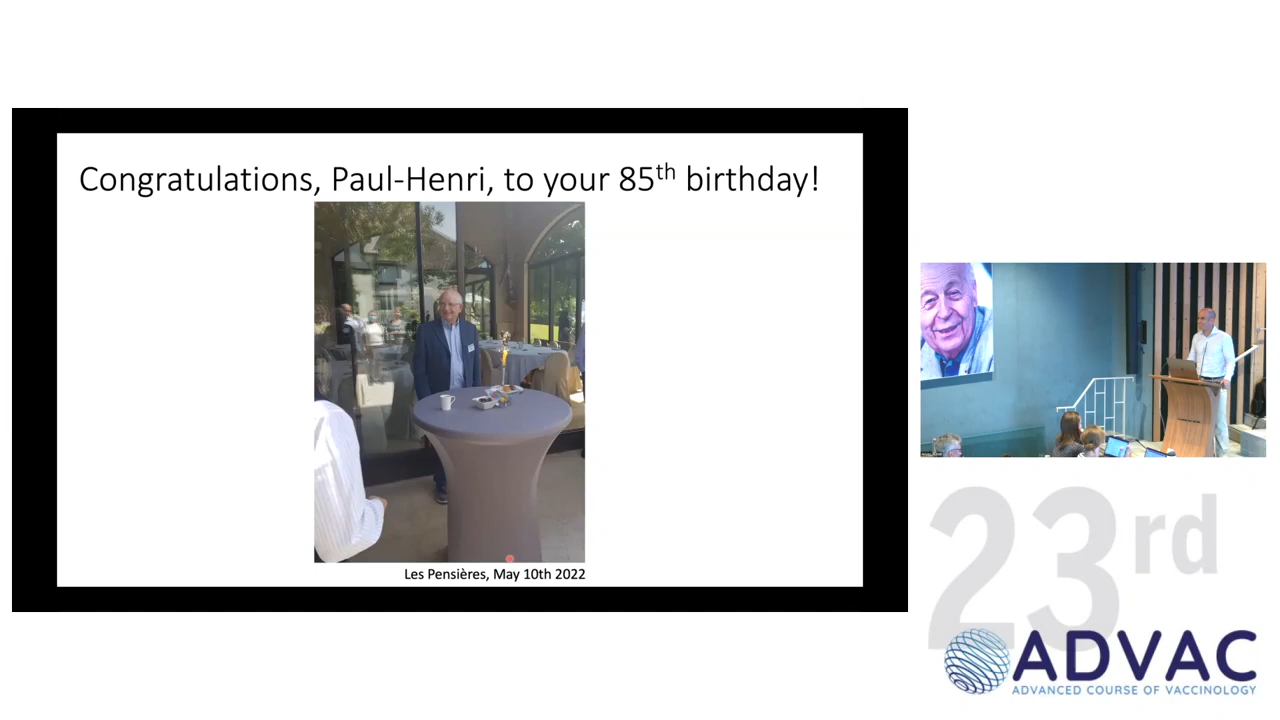 Congratulations, Paul-Henri, to your 85th birthday!
Les Pensières, May 10th 2022
23rd
ADVAC
ADVANCED COURSE OF VACCINOLOGY